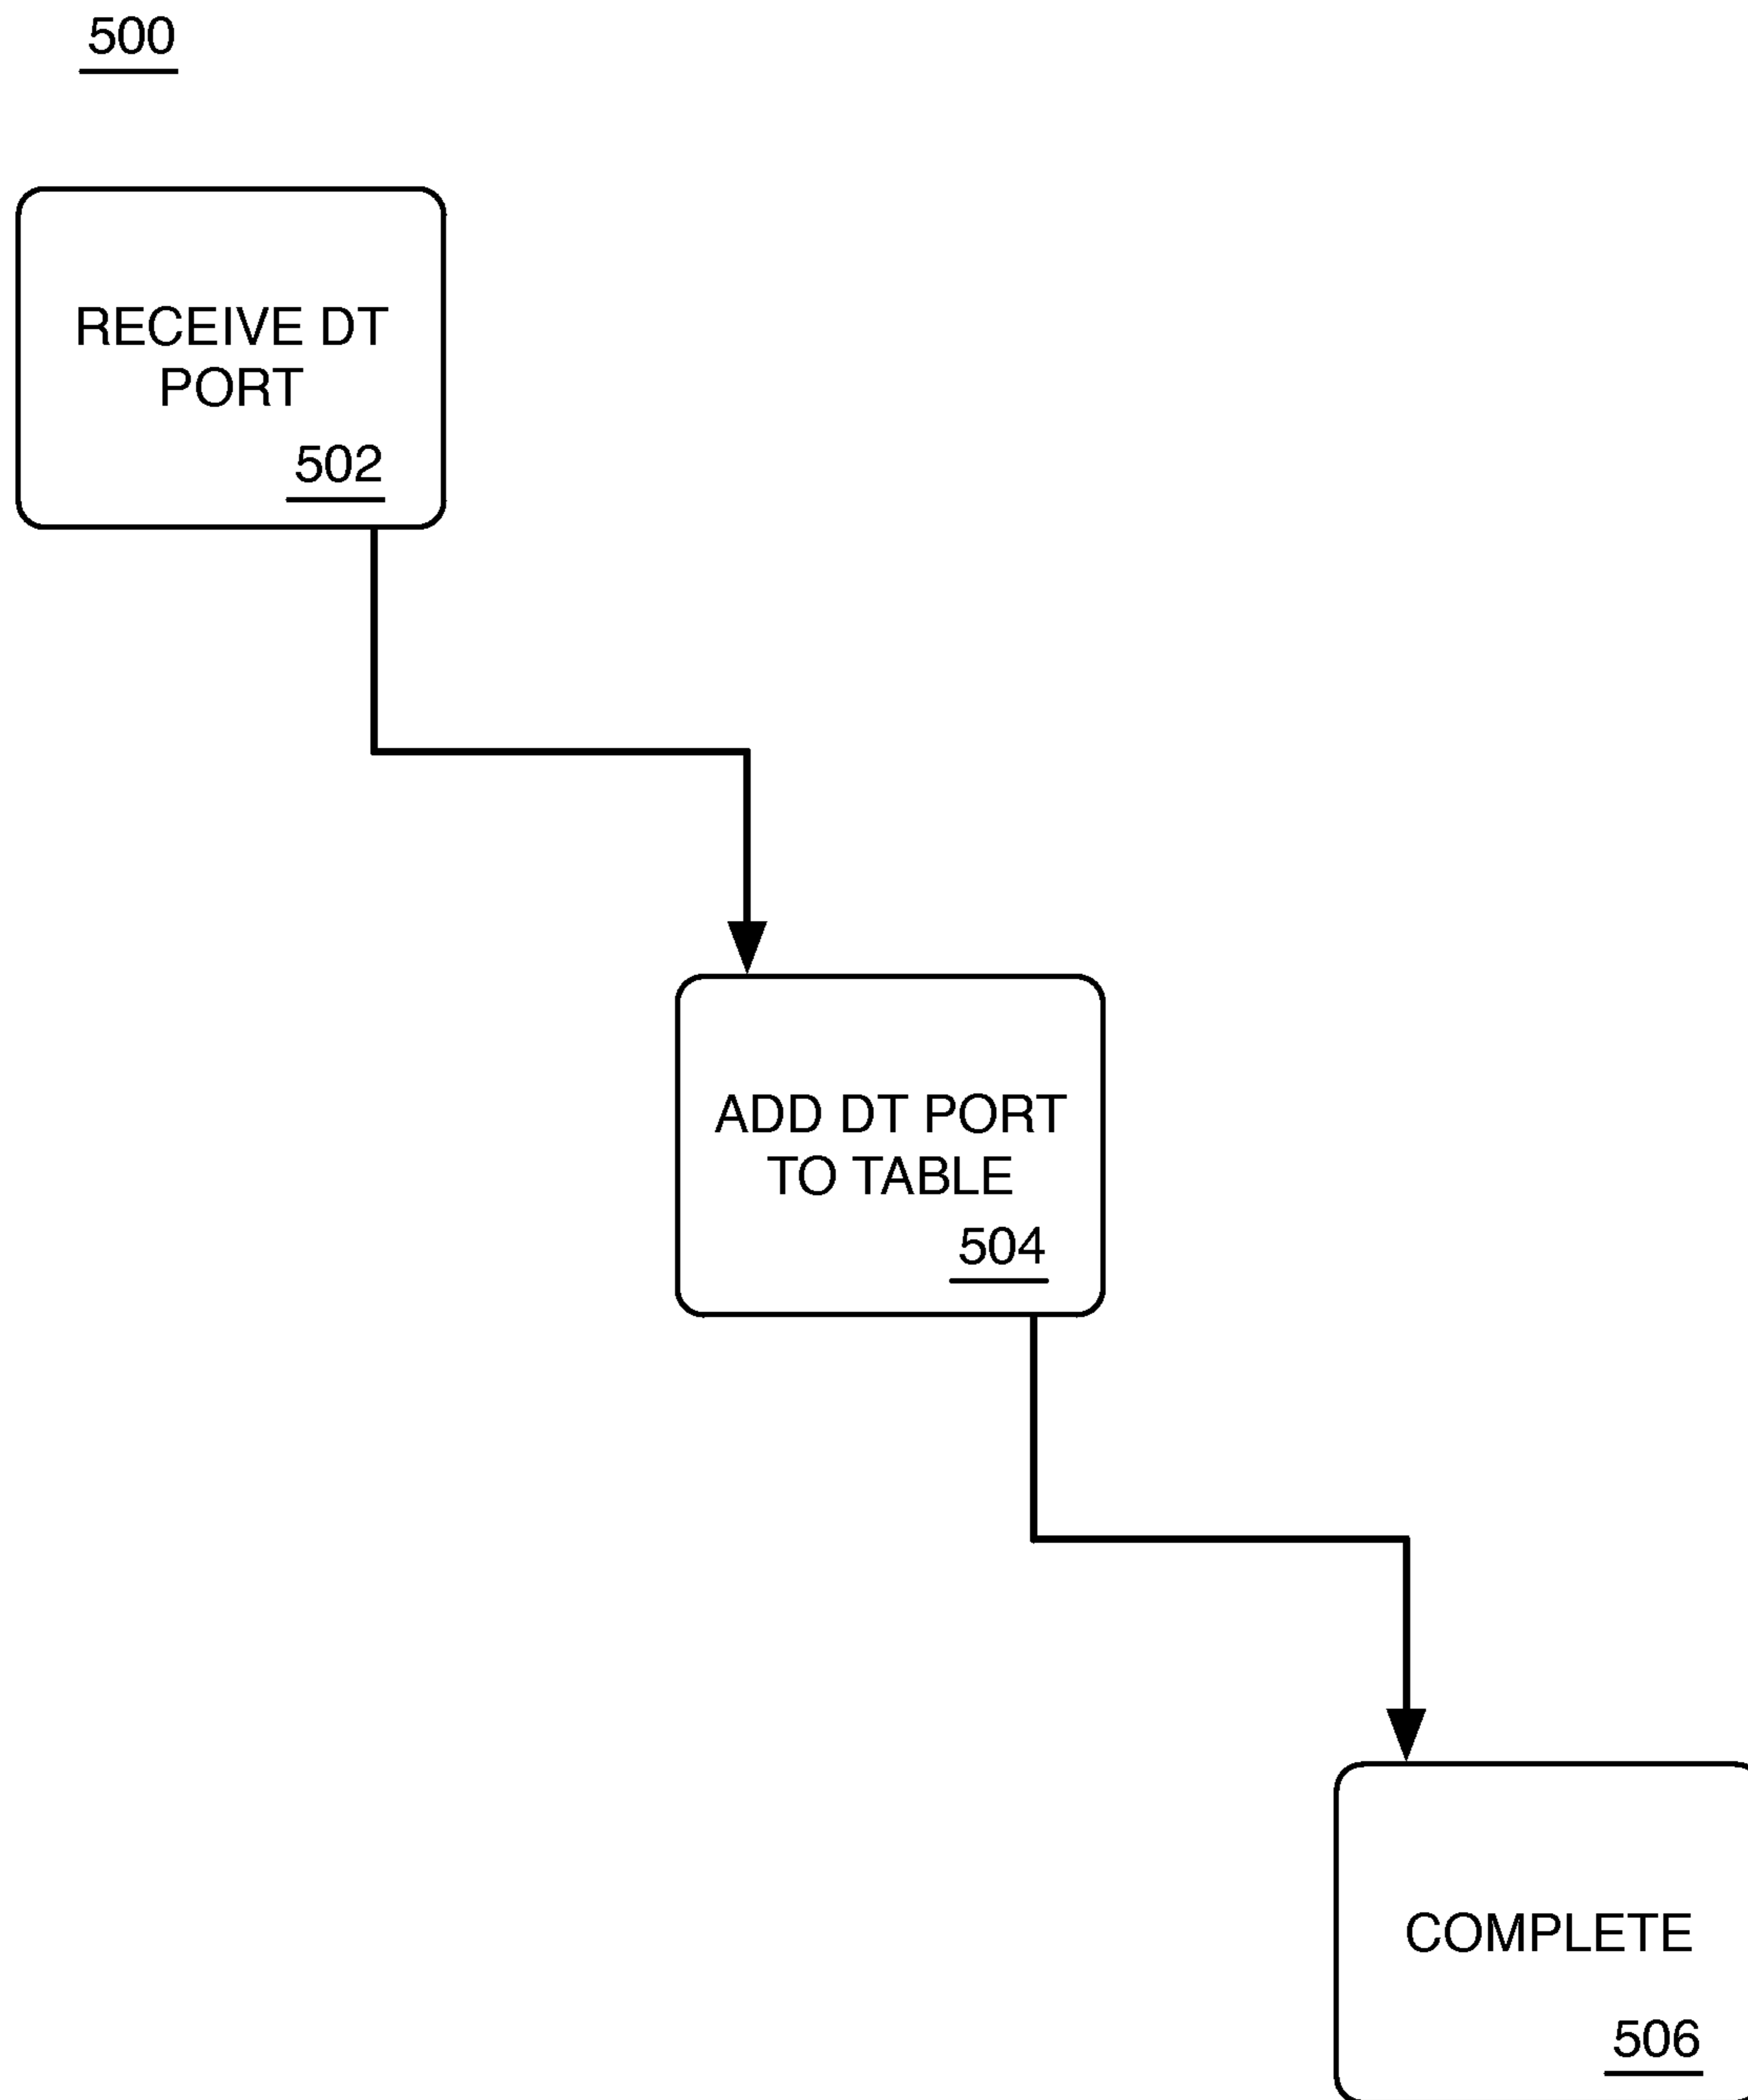 500
RECEIVE DT
PORT
502
ADD DT PORT
TO TABLE
504
COMPLETE
506